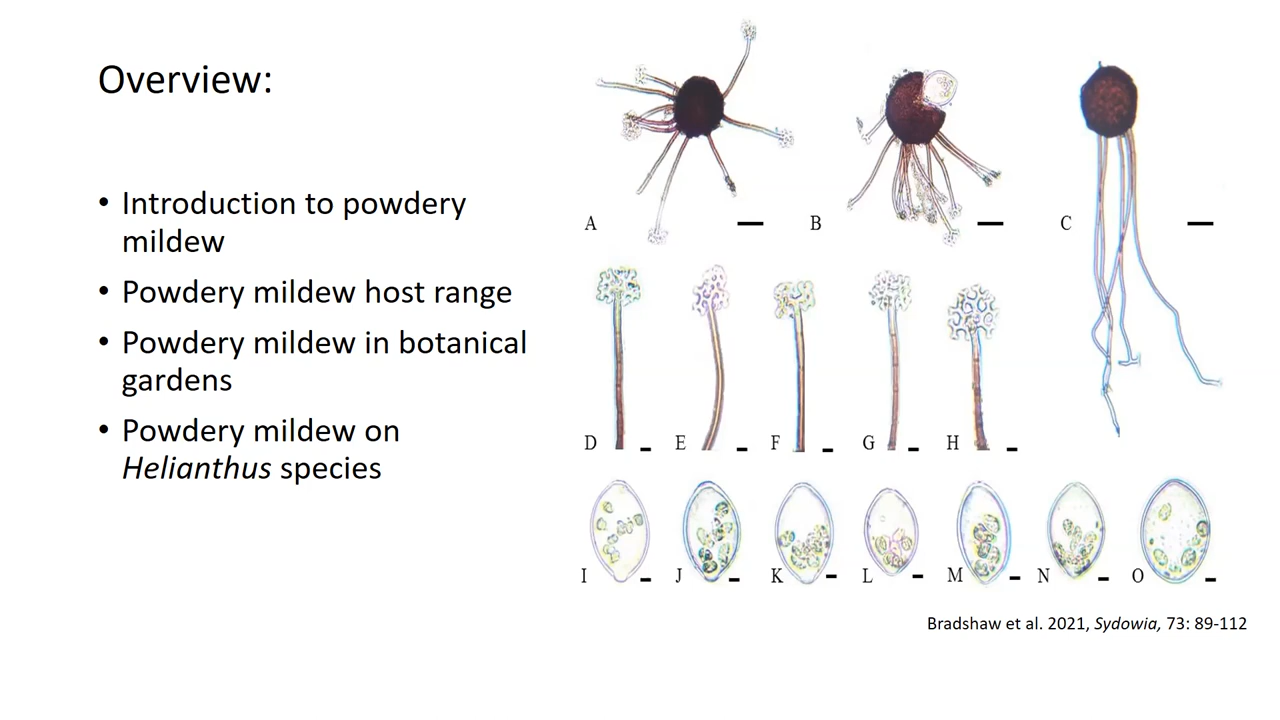 Overview:
• Introduction to powdery
mildew
• Powdery mildew host range
• Powdery mildew in botanical
gardens
• Powdery mildew on
Helianthus species
A
B
C
D
E
F
G
H
I
J
K
L
M
N
O
Bradshaw et al. 2021, Sydowia, 73: 89-112